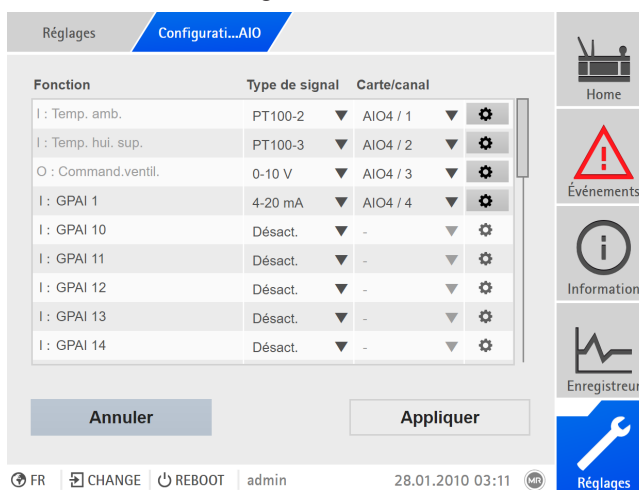 Réglages Configurati...AIO
Fonction Type de signal Carte/canal
I : Temp. amb. PT100-2 AIO4 / 1
I : Temp. hui. sup. PT100-3 AIO4 / 2
O : Command.ventil. 0-10 V AIO4 / 3
I : GPAI 1 4-20 mA AIO4 / 4
I : GPAI 10 Désact. -
I : GPAI 11 Désact. -
I : GPAI 12 Désact. -
I : GPAI 13 Désact. -
I : GPAI 14 Désact. -
Annuler Appliquer
FR CHANGE REBOOT admin 28.01.2010 03:11 MR
Home
Événements
Information
Enregistreur
Réglages